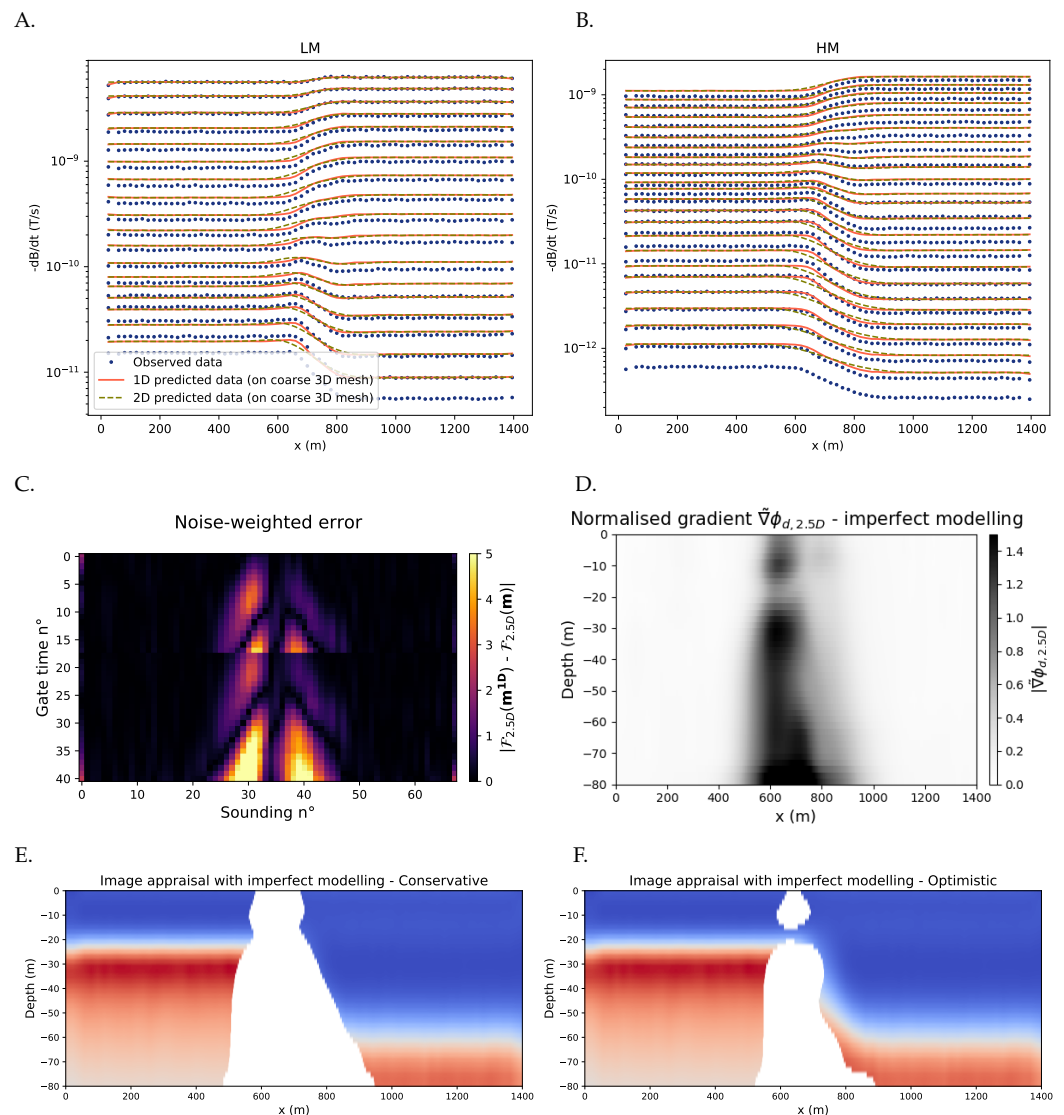 A.
LM
10⁻⁹
10⁻¹⁰
10⁻¹¹
-dB/dt (T/s)
Observed data
1D predicted data (on coarse 3D mesh)
2D predicted data (on coarse 3D mesh)
0 200 400 600 800 1000 1200 1400
x (m)
B.
HM
10⁻⁹
10⁻¹⁰
10⁻¹¹
10⁻¹²
-dB/dt (T/s)
0 200 400 600 800 1000 1200 1400
x (m)
C.
Noise-weighted error
0
5
10
15
20
25
30
35
40
Gate time n°
0 10 20 30 40 50 60
Sounding n°
5
4
3
2
1
0
|𝓕₂.₅D(m¹ᴰ) - 𝓕₂.₅D(m)|
D.
Normalised gradient ∇̃ϕ_{d, 2.5D} - imperfect modelling
0
−10
−20
−30
−40
−50
−60
−70
−80
Depth (m)
0 200 400 600 800 1000 1200 1400
x (m)
1.4
1.2
1.0
0.8
0.6
0.4
0.2
0.0
|∇̃ϕ_{d, 2.5D}|
E.
Image appraisal with imperfect modelling - Conservative
0
−10
−20
−30
−40
−50
−60
−70
−80
Depth (m)
0 200 400 600 800 1000 1200 1400
x (m)
F.
Image appraisal with imperfect modelling - Optimistic
0
−10
−20
−30
−40
−50
−60
−70
−80
Depth (m)
0 200 400 600 800 1000 1200 1400
x (m)